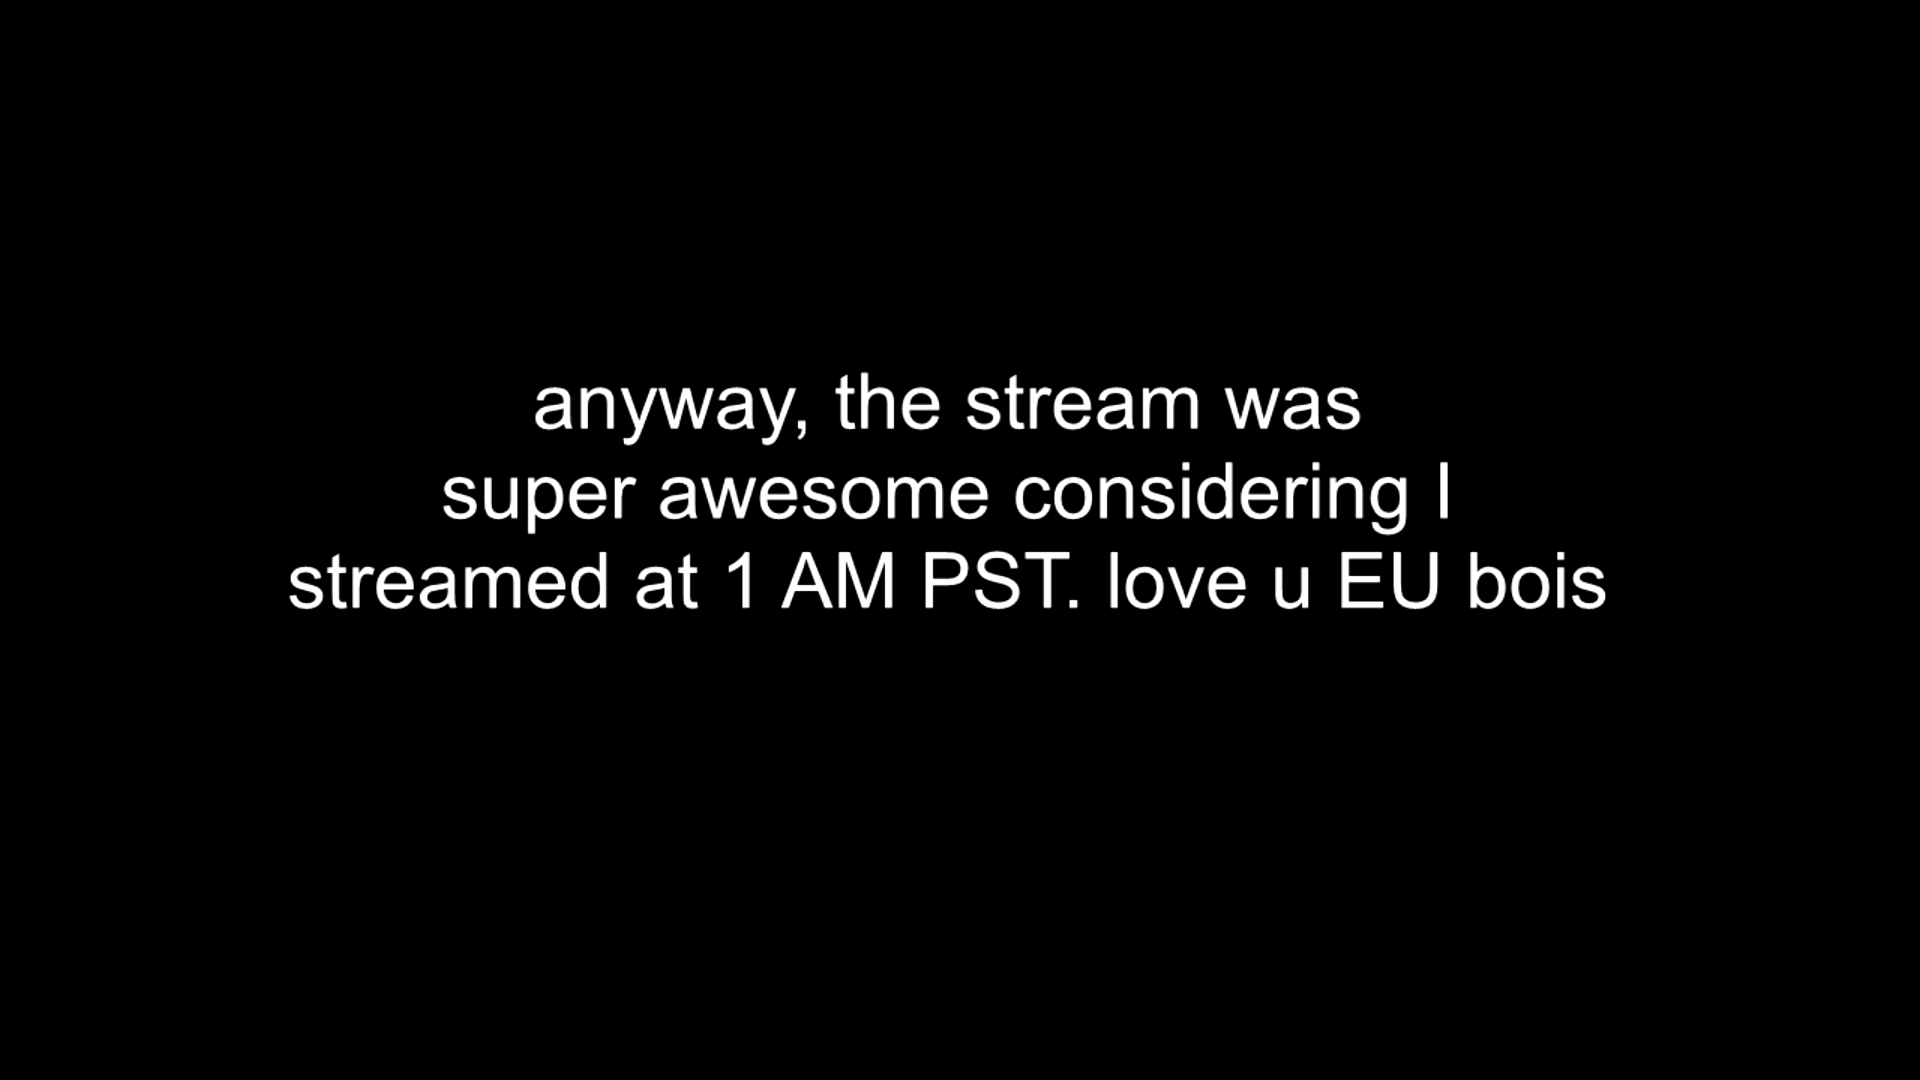 anyway, the stream was
super awesome considering I
streamed at 1 AM PST. love u EU bois